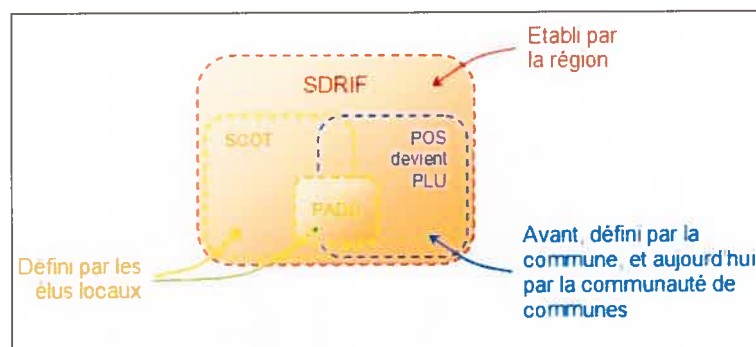 Etabli par
la région
SDRIF
SCOT
POS
devient
PLU
PADD
Défini par les
élus locaux
Avant, défini par la
commune, et aujourd'hui
par la communauté de
communes